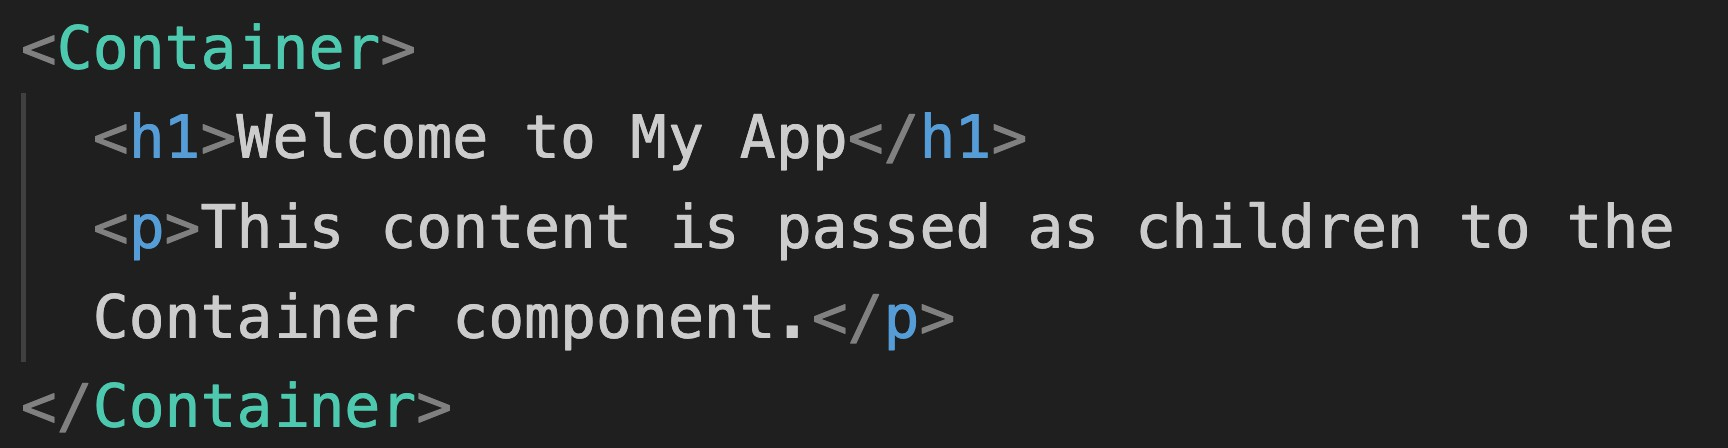 <Container>
<h1>Welcome to My App</h1>
<p>This content is passed as children to the
Container component.</p>
</Container>